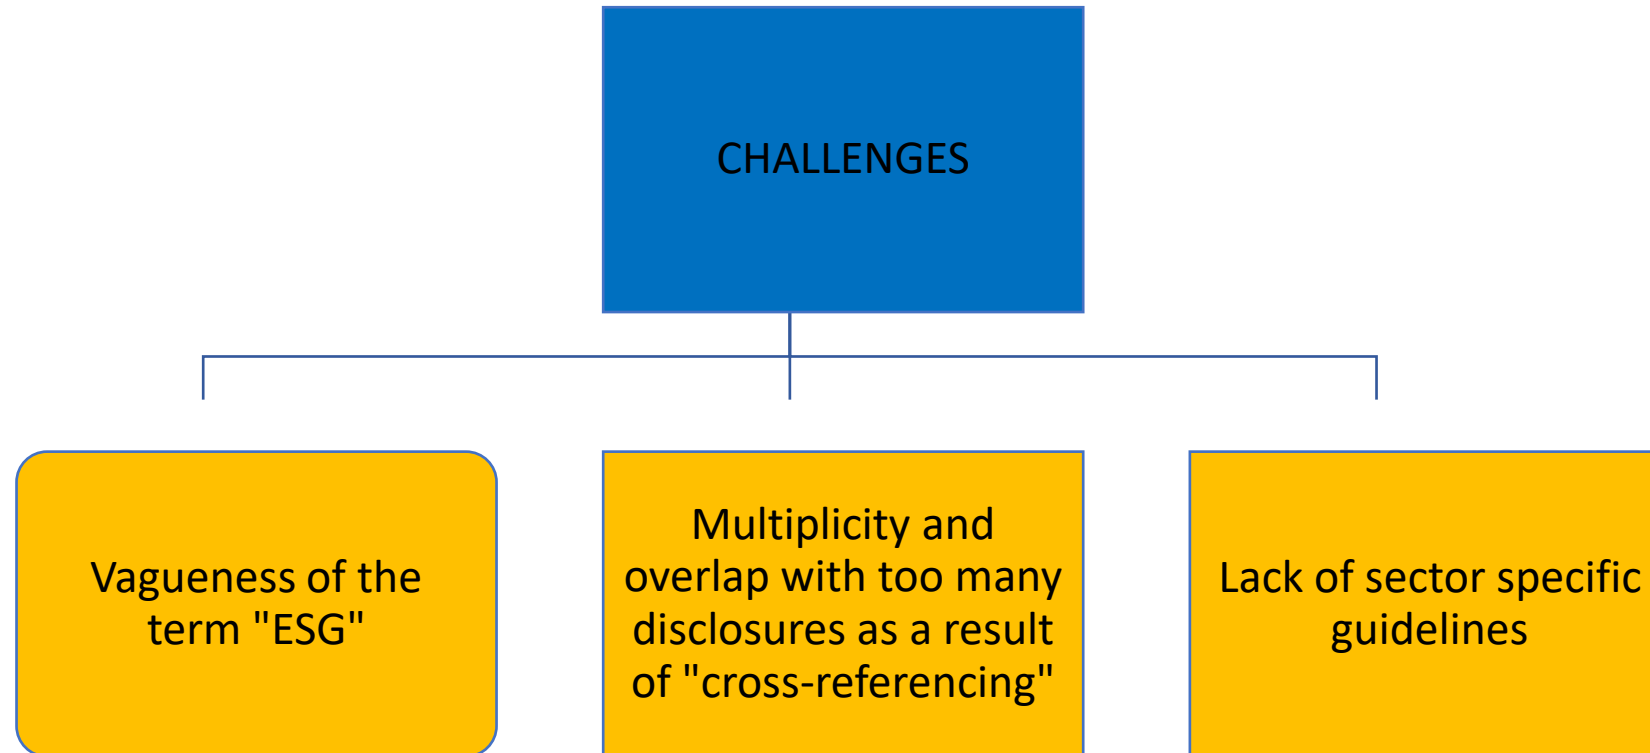 CHALLENGES
Vagueness of the
term "ESG"
Multiplicity and
overlap with too many
disclosures as a result
of "cross-referencing"
Lack of sector specific
guidelines